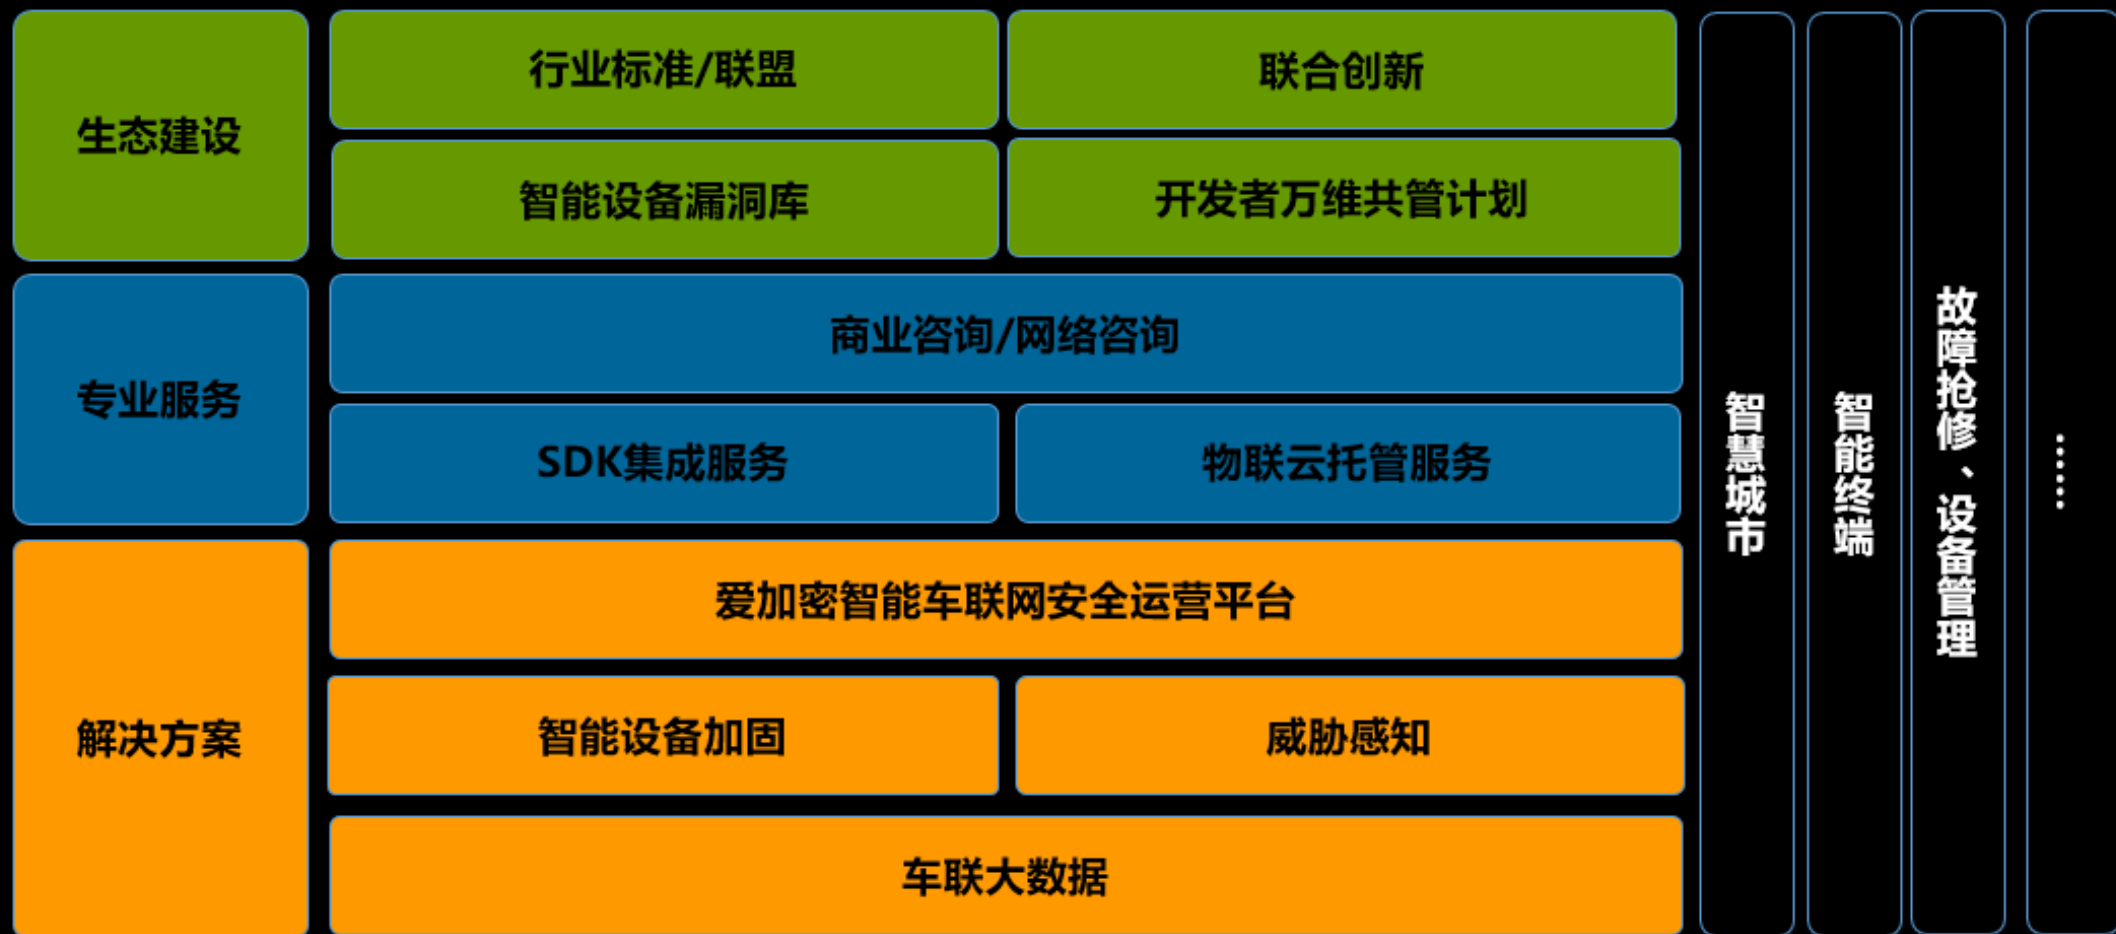 生态建设
行业标准/联盟
联合创新
智能设备漏洞库
开发者万维共管计划
专业服务
商业咨询/网络咨询
SDK集成服务
物联云托管服务
解决方案
爱加密智能车联网安全运营平台
智能设备加固
威胁感知
车联大数据
智慧城市
智能终端
故障抢修、设备管理
......